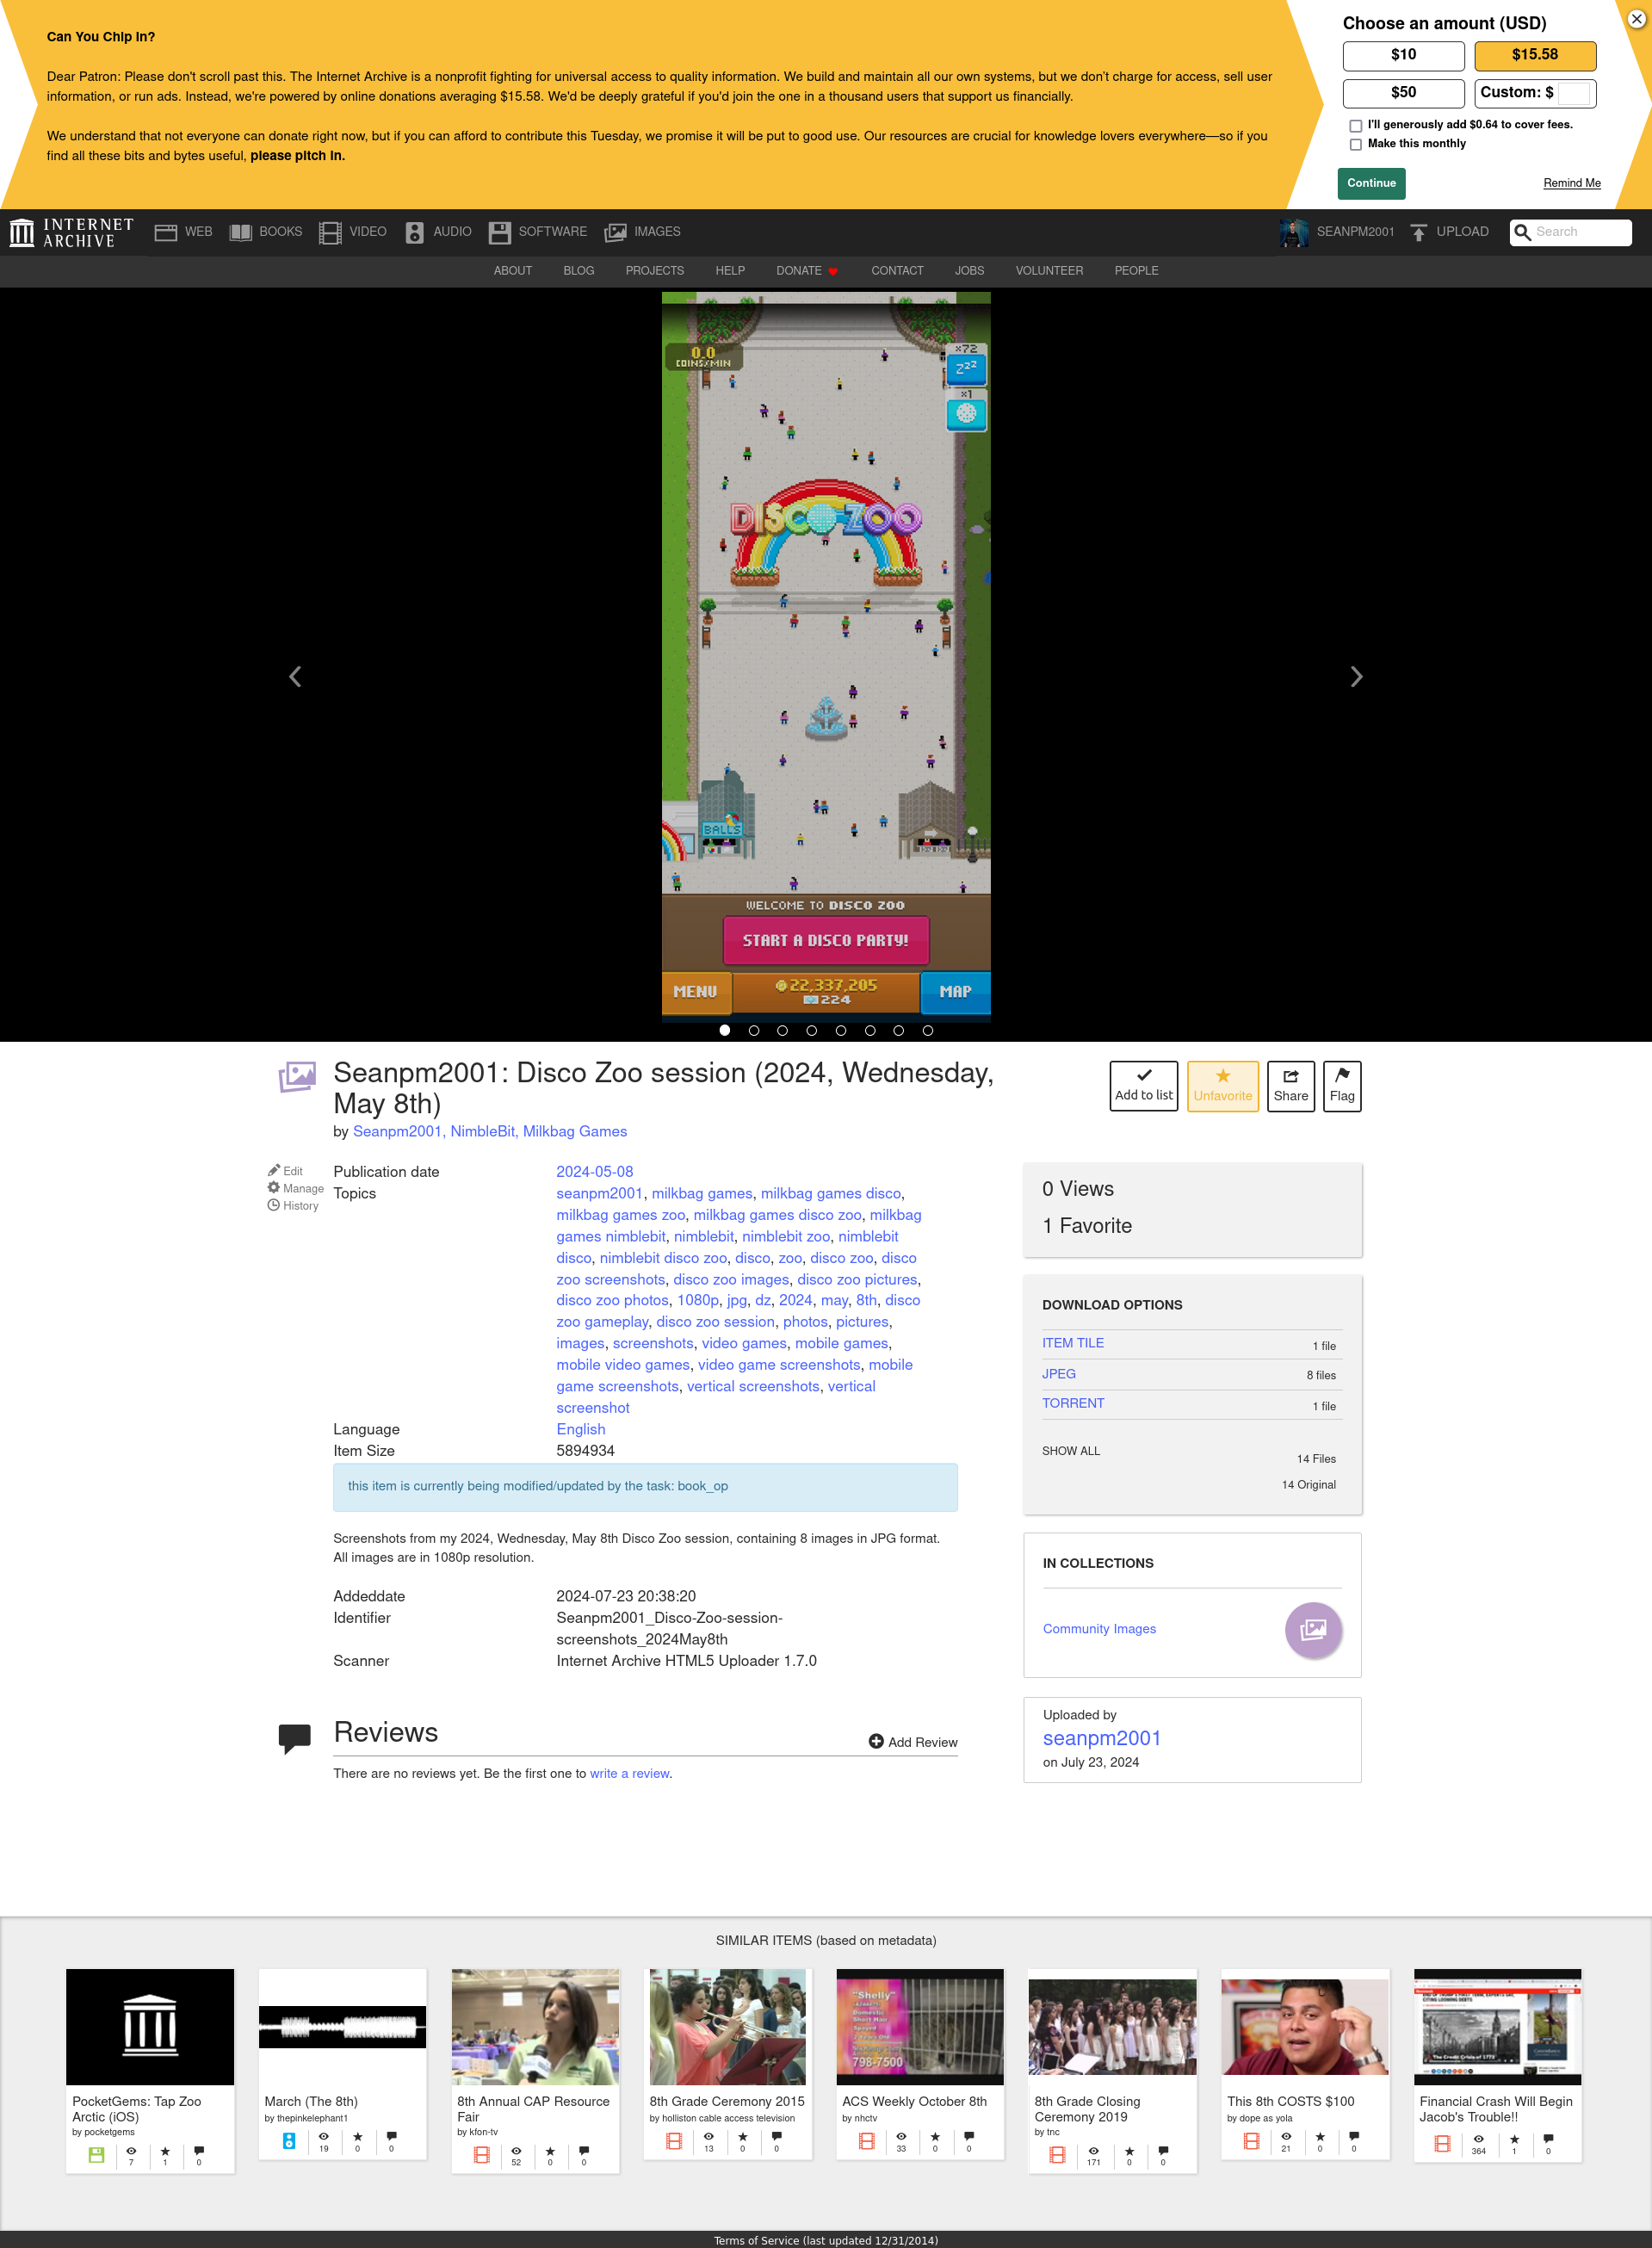 Can You Chip In?
Dear Patron: Please don't scroll past this. The Internet Archive is a nonprofit fighting for universal access to quality information. We build and maintain all our own systems, but we don't charge for access, sell user
information, or run ads. Instead, we're powered by online donations averaging $15.58. We'd be deeply grateful if you'd join the one in a thousand users that support us financially.
We understand that not everyone can donate right now, but if you can afford to contribute this Tuesday, we promise it will be put to good use. Our resources are crucial for knowledge lovers everywhere—so if you
find all these bits and bytes useful, please pitch in.
Choose an amount (USD)
$10 $15.58
$50 Custom: $
I'll generously add $0.64 to cover fees.
Make this monthly
Continue Remind Me
INTERNET
ARCHIVE
WEB BOOKS VIDEO AUDIO SOFTWARE IMAGES SEANPM2001 UPLOAD Search
ABOUT BLOG PROJECTS HELP DONATE CONTACT JOBS VOLUNTEER PEOPLE
0.0
COINS/MIN
x72
Zzz
x1
DISCO ZOO
BALLS
WELCOME TO DISCO ZOO
START A DISCO PARTY!
MENU 22,337,205 MAP
224
Seanpm2001: Disco Zoo session (2024, Wednesday,
May 8th)
by Seanpm2001, NimbleBit, Milkbag Games
Add to list Unfavorite Share Flag
Edit
Manage
History
Publication date 2024-05-08
Topics seanpm2001, milkbag games, milkbag games disco,
milkbag games zoo, milkbag games disco zoo, milkbag
games nimblebit, nimblebit, nimblebit zoo, nimblebit
disco, nimblebit disco zoo, disco, zoo, disco zoo, disco
zoo screenshots, disco zoo images, disco zoo pictures,
disco zoo photos, 1080p, jpg, dz, 2024, may, 8th, disco
zoo gameplay, disco zoo session, photos, pictures,
images, screenshots, video games, mobile games,
mobile video games, video game screenshots, mobile
game screenshots, vertical screenshots, vertical
screenshot
Language English
Item Size 5894934
this item is currently being modified/updated by the task: book_op
Screenshots from my 2024, Wednesday, May 8th Disco Zoo session, containing 8 images in JPG format.
All images are in 1080p resolution.
Addeddate 2024-07-23 20:38:20
Identifier Seanpm2001_Disco-Zoo-session-
screenshots_2024May8th
Scanner Internet Archive HTML5 Uploader 1.7.0
Reviews Add Review
There are no reviews yet. Be the first one to write a review.
0 Views
1 Favorite
DOWNLOAD OPTIONS
ITEM TILE 1 file
JPEG 8 files
TORRENT 1 file
SHOW ALL 14 Files
14 Original
IN COLLECTIONS
Community Images
Uploaded by
seanpm2001
on July 23, 2024
SIMILAR ITEMS (based on metadata)
PocketGems: Tap Zoo
Arctic (iOS)
by pocketgems
7 1 0
March (The 8th)
by thepinkelephant1
19 0 0
8th Annual CAP Resource
Fair
by kfon-tv
52 0 0
8th Grade Ceremony 2015
by holliston cable access television
13 0 0
"Shelly"
Domestic
Short Hair
798-7500
ACS Weekly October 8th
by nhctv
33 0 0
8th Grade Closing
Ceremony 2019
by tnc
171 0 0
This 8th COSTS $100
by dope as yola
21 0 0
The Credit Crisis of 1772
Financial Crash Will Begin
Jacob's Trouble!!
364 1 0
Terms of Service (last updated 12/31/2014)